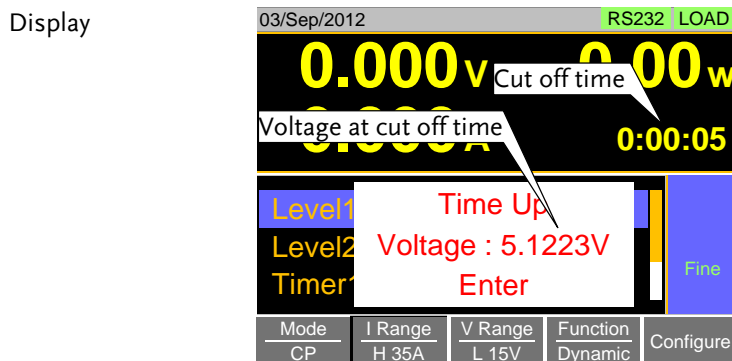 Display
03/Sep/2012 RS232 LOAD
0.000 V 0.00 W
Cut off time
Voltage at cut off time
A 0:00:05
Level1
Time Up
Level2
Voltage : 5.1223V
Timer1
Enter
Fine
Mode I Range V Range Function Configure
CP H 35A L 15V Dynamic